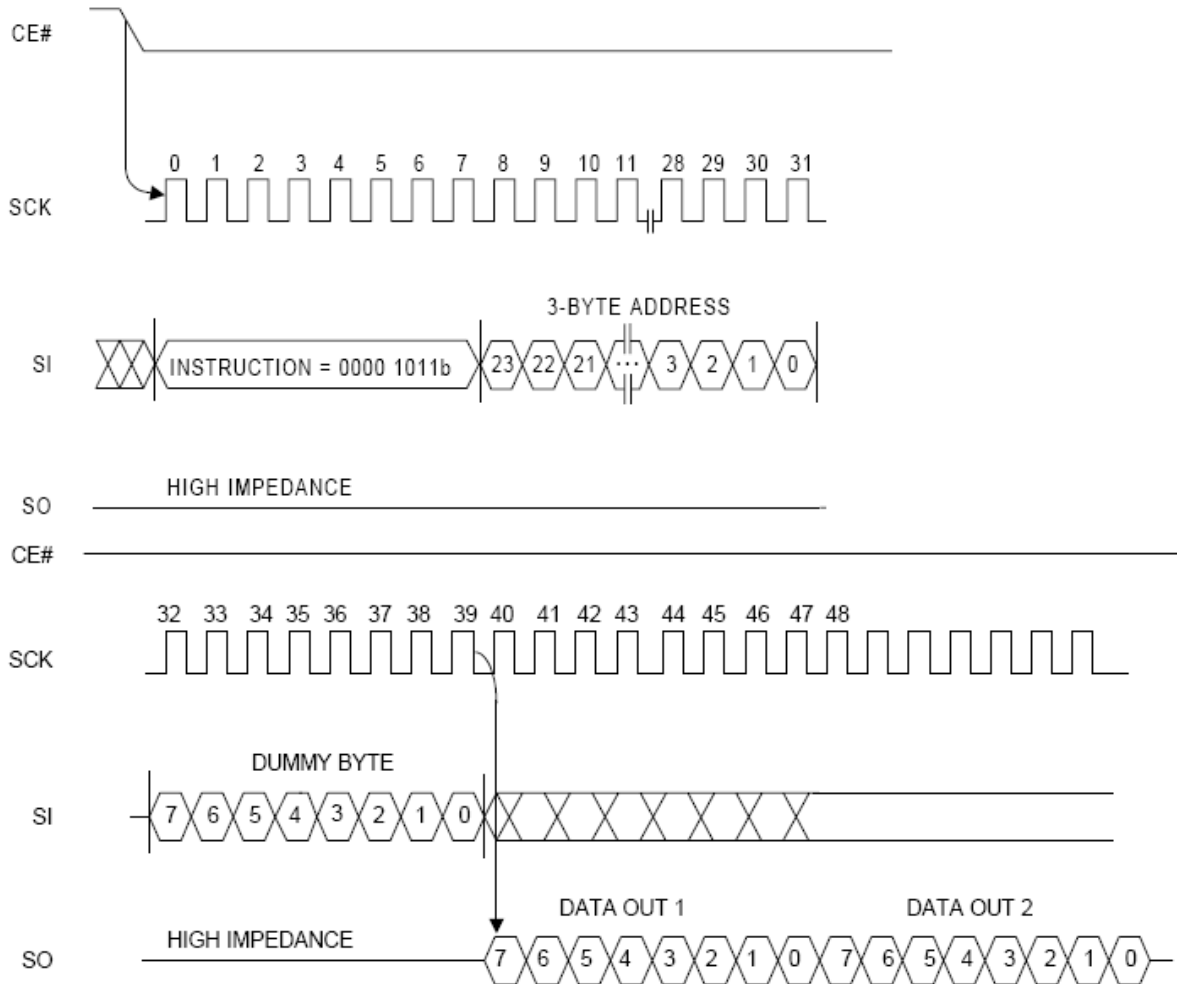 CE#
0 1 2 3 4 5 6 7 8 9 10 11 28 29 30 31
SCK
3-BYTE ADDRESS
SI INSTRUCTION = 0000 1011b 23 22 21 ... 3 2 1 0
HIGH IMPEDANCE
SO
CE#
32 33 34 35 36 37 38 39 40 41 42 43 44 45 46 47 48
SCK
DUMMY BYTE
SI 7 6 5 4 3 2 1 0
DATA OUT 1 DATA OUT 2
HIGH IMPEDANCE
SO 7 6 5 4 3 2 1 0 7 6 5 4 3 2 1 0